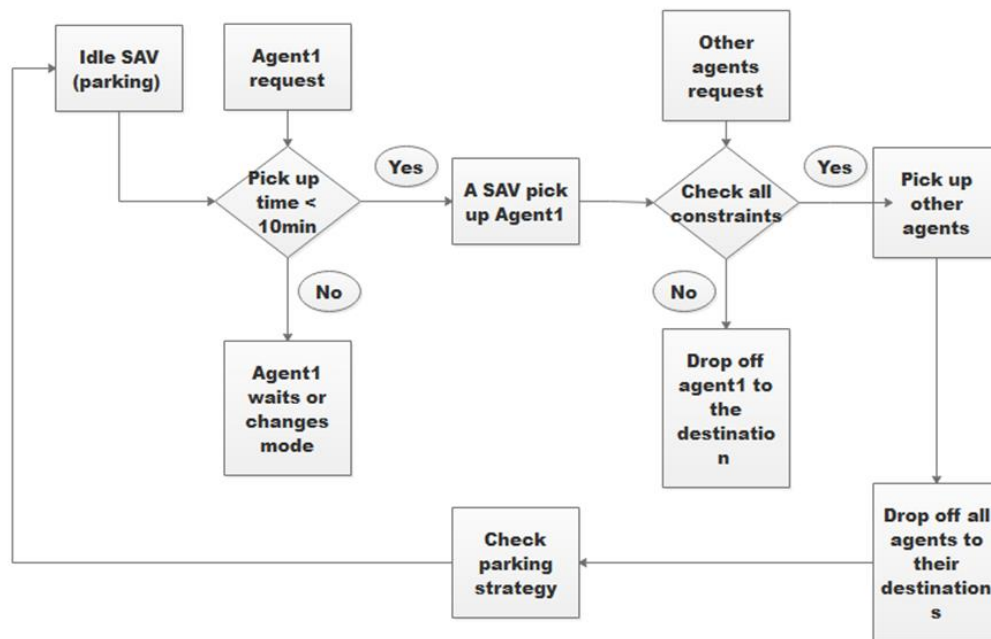 Idle SAV
(parking)
Agent1
request
Other
agents
request
Pick up
time <
10min
Yes
A SAV pick
up Agent1
Check all
constraints
Yes
Pick up
other
agents
No
No
Agent1
waits or
changes
mode
Drop off
agent1 to
the
destinatio
n
Check
parking
strategy
Drop off all
agents to
their
destination
s